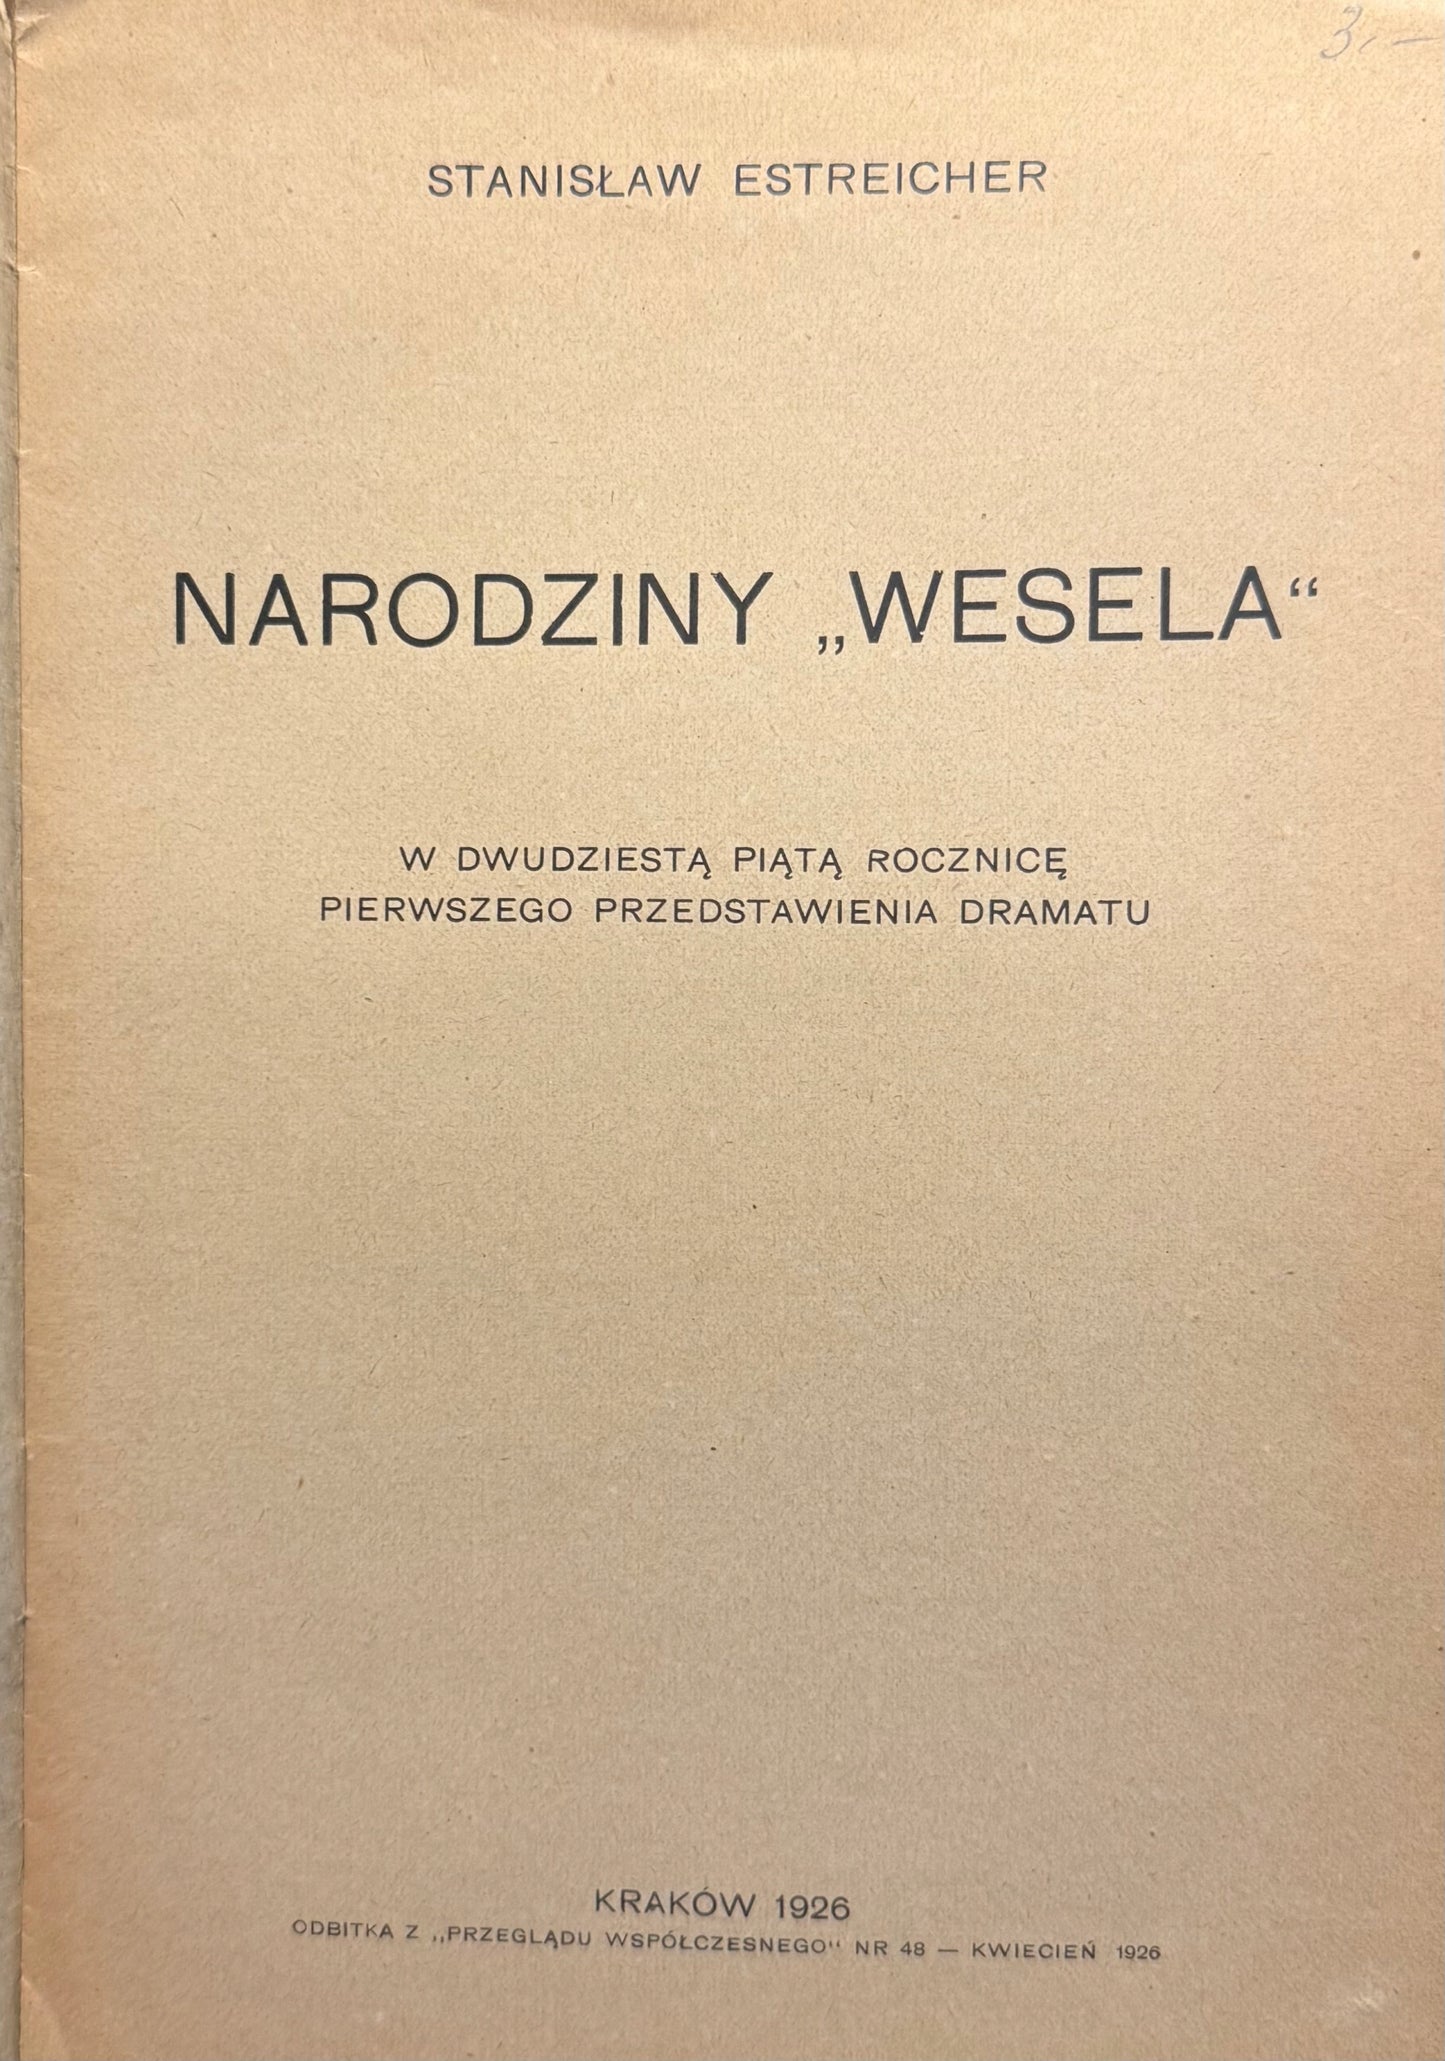 3,—
STANISŁAW ESTREICHER
NARODZINY „WESELA“
W DWUDZIESTĄ PIĄTĄ ROCZNICĘ
PIERWSZEGO PRZEDSTAWIENIA DRAMATU
KRAKÓW 1926
ODBITKA Z „PRZEGLĄDU WSPÓŁCZESNEGO“ NR 48 — KWIECIEŃ 1926